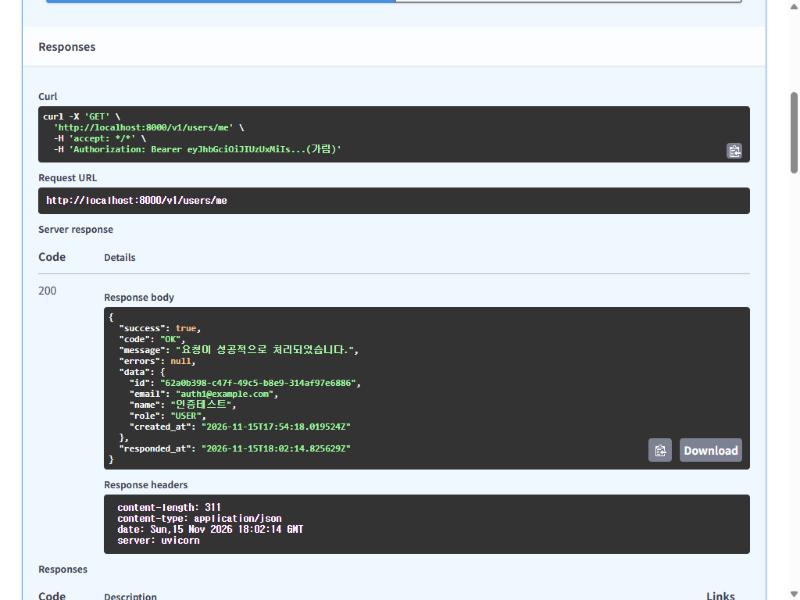 Responses
Curl
curl -X 'GET' \
'http://localhost:8000/v1/users/me' \
-H 'accept: */*' \
-H 'Authorization: Bearer eyJhbGciOiJIUzUxMiIs...(가림)'
Request URL
http://localhost:8000/v1/users/me
Server response
Code Details
200
Response body
{
"success": true,
"code": "OK",
"message": "요청이 성공적으로 처리되었습니다.",
"errors": null,
"data": {
"id": "62a0b398-c47f-49c5-b8e9-314af97e6886",
"email": "auth1@example.com",
"name": "인증테스트",
"role": "USER",
"created_at": "2026-11-15T17:54:18.019524Z"
},
"responded_at": "2026-11-15T18:02:14.825629Z"
}
Download
Response headers
content-length: 311
content-type: application/json
date: Sun,15 Nov 2026 18:02:14 GMT
server: uvicorn
Responses
Code Description Links